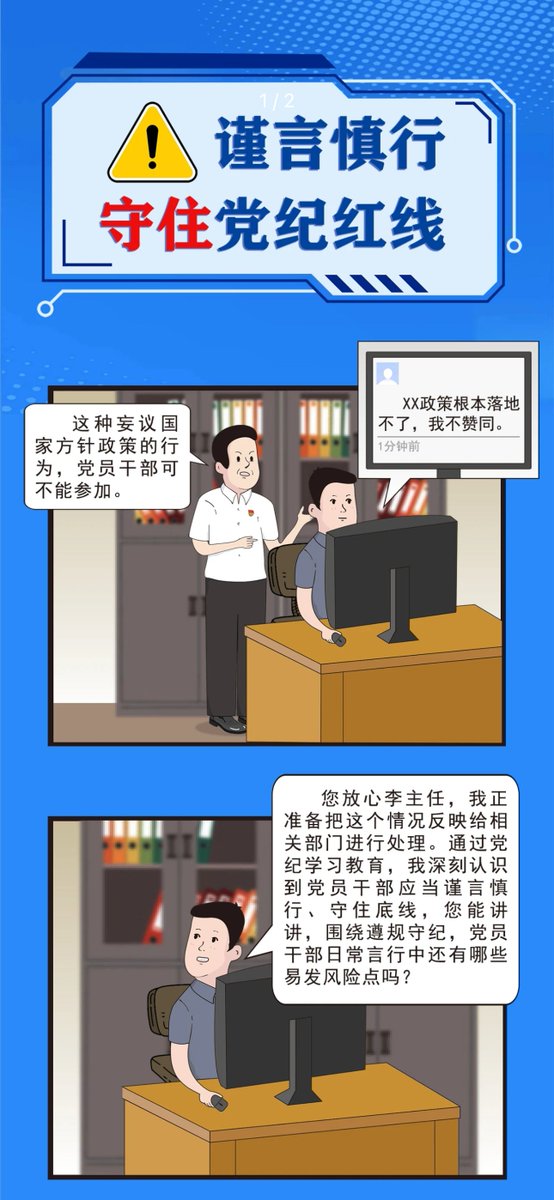 1/2
谨言慎行
守住党纪红线
XX政策根本落地
不了，我不赞同。
1分钟前
这种妄议国
家方针政策的行
为，党员干部可
不能参加。
您放心李主任，我正
准备把这个情况反映给相
关部门进行处理。通过党
纪学习教育，我深刻认识
到党员干部应当谨言慎
行、守住底线，您能讲
讲，围绕遵规守纪，党员
干部日常言行中还有哪些
易发风险点吗？